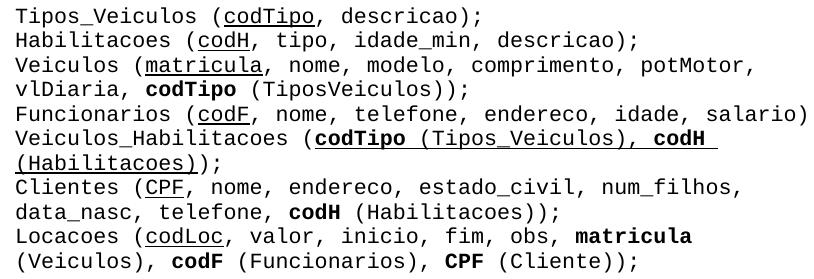 Tipos_Veiculos (codTipo, descricao);
Habilitacoes (codH, tipo, idade_min, descricao);
Veiculos (matricula, nome, modelo, comprimento, potMotor,
vlDiaria, codTipo (TiposVeiculos));
Funcionarios (codF, nome, telefone, endereco, idade, salario)
Veiculos_Habilitacoes (codTipo (Tipos_Veiculos), codH
(Habilitacoes));
Clientes (CPF, nome, endereco, estado_civil, num_filhos,
data_nasc, telefone, codH (Habilitacoes));
Locacoes (codLoc, valor, inicio, fim, obs, matricula
(Veiculos), codF (Funcionarios), CPF (Cliente));